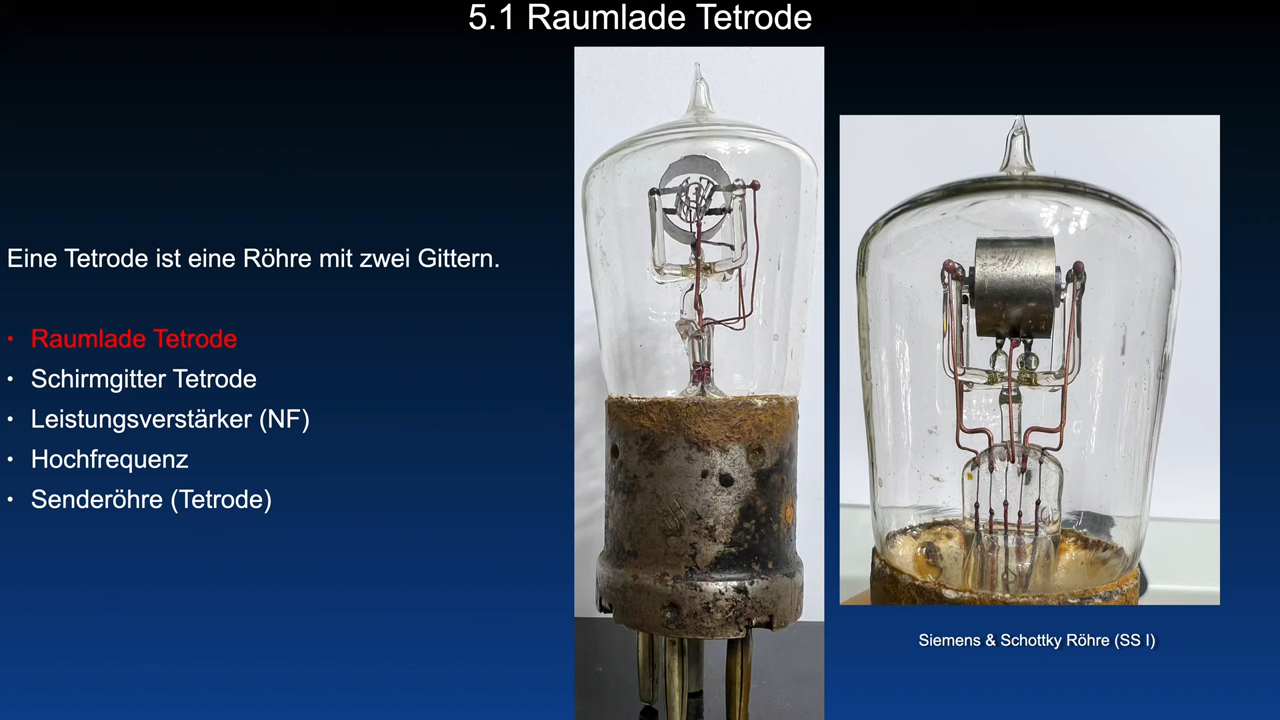 5.1 Raumlade Tetrode
Eine Tetrode ist eine Röhre mit zwei Gittern.
• Raumlade Tetrode
• Schirmgitter Tetrode
• Leistungsverstärker (NF)
• Hochfrequenz
• Senderöhre (Tetrode)
Siemens & Schottky Röhre (SS I)